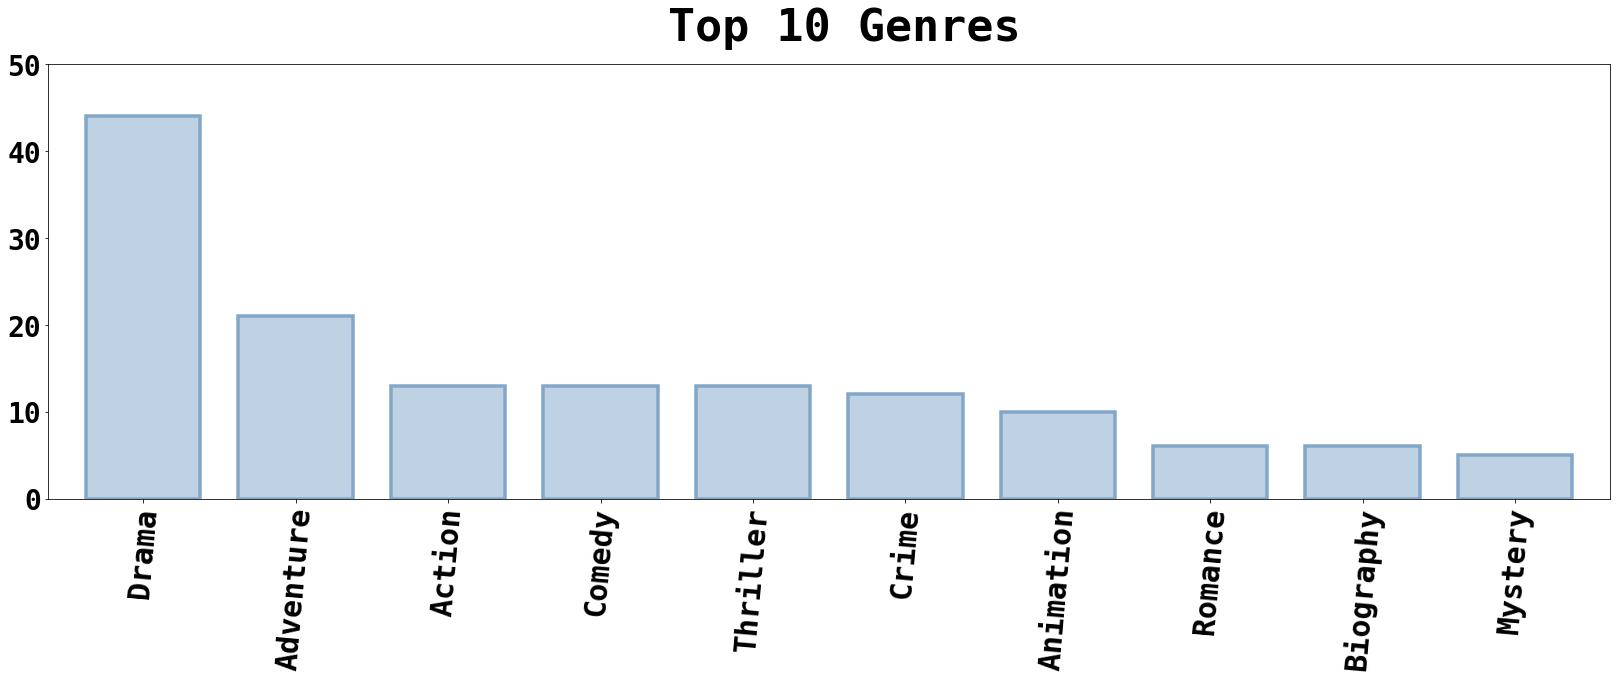 Top 10 Genres
50
40
30
20
10
0
Drama
Adventure
Action
Comedy
Thriller
Crime
Animation
Romance
Biography
Mystery